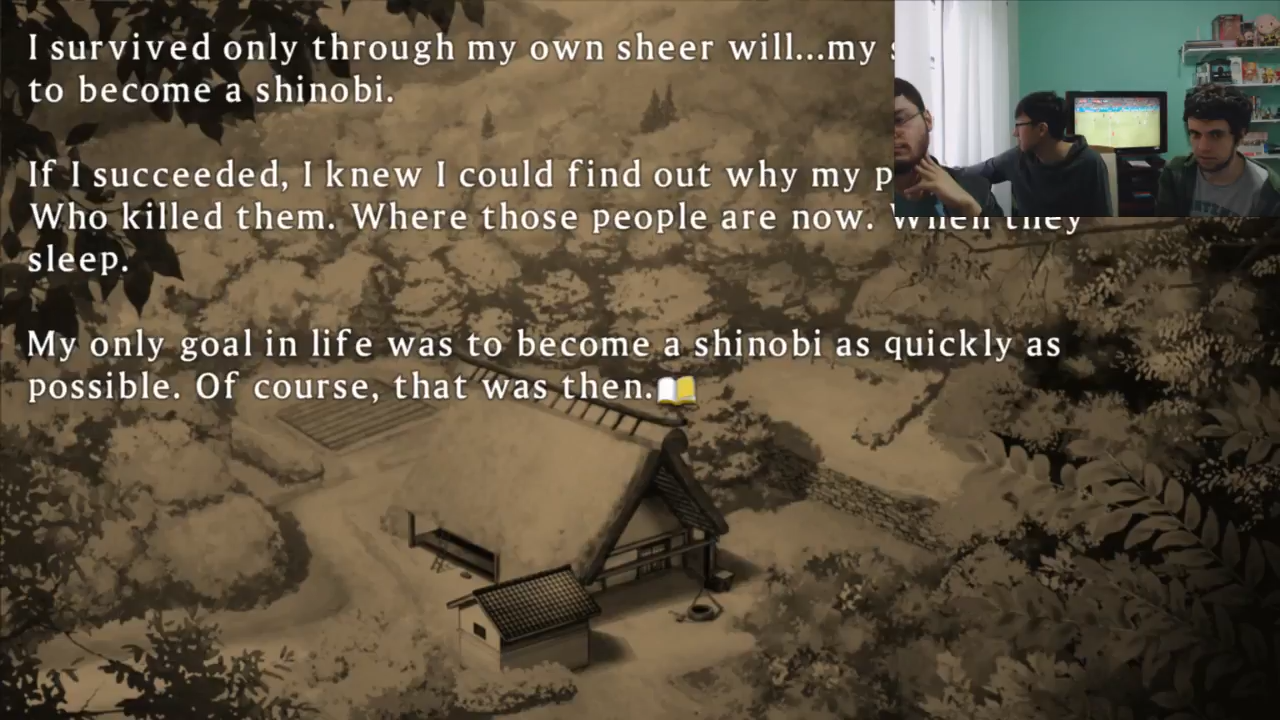 I survived only through my own sheer will...my
to become a shinobi.
If I succeeded, I knew I could find out why my
Who killed them. Where those people are now. When they
sleep.
My only goal in life was to become a shinobi as quickly as
possible. Of course, that was then.